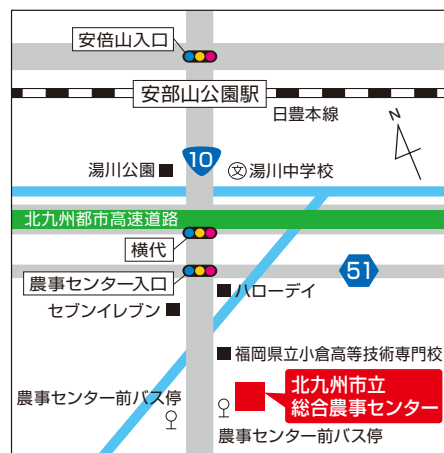 安倍山入口
安部山公園駅
日豊本線
N
10
湯川公園
文
湯川中学校
北九州都市高速道路
横代
農事センター入口
51
ハローデイ
セブンイレブン
福岡県立小倉高等技術専門校
北九州市立
総合農事センター
農事センター前バス停
農事センター前バス停